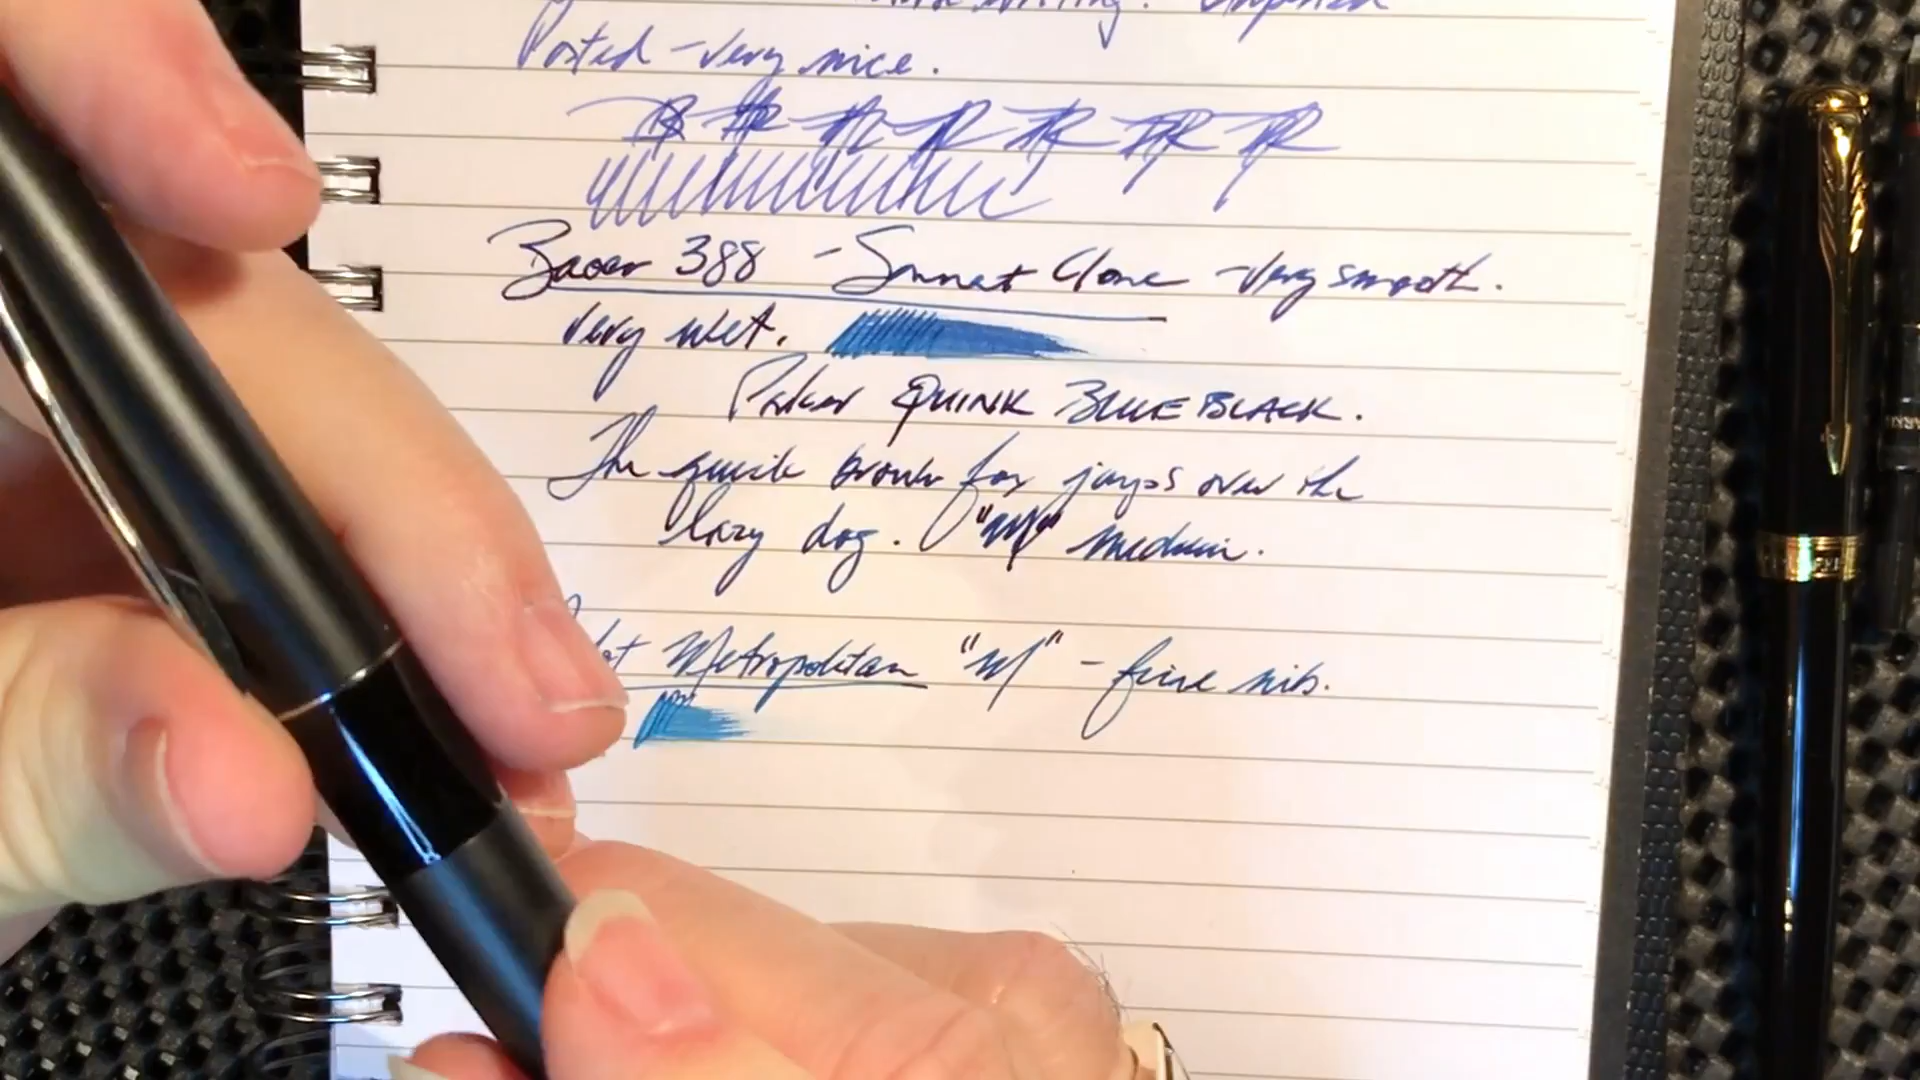 writing.
Posted - very nice.
Baoer 388 - Sonnet Clone - very smooth.
very wet.
Parker QUINK BLUE BLACK.
The quick brown fox jumps over the
lazy dog. "M" medium.
Metropolitan "M" - fine nib.